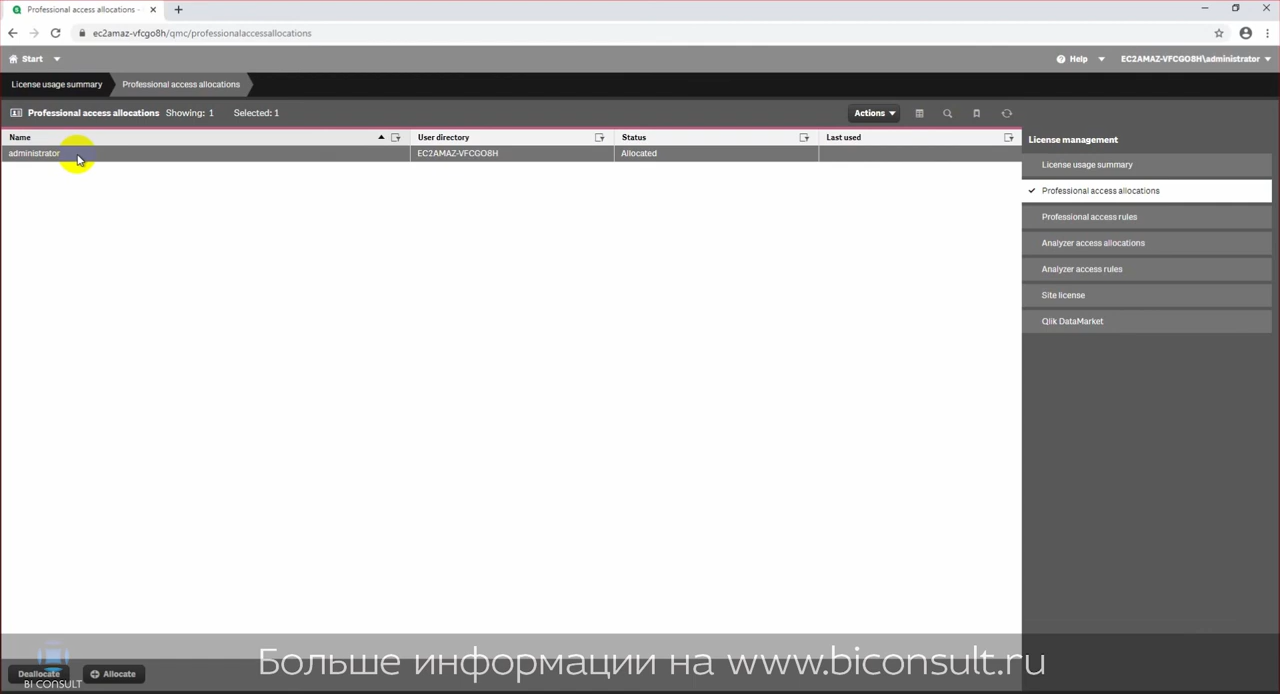 Professional access allocations -
ec2amaz-vfcgo8h/qmc/professionalaccessallocations
Start
Help
EC2AMAZ-VFCGO8H\administrator
License usage summary
Professional access allocations
Professional access allocations
Showing: 1
Selected: 1
Actions
Name
User directory
Status
Last used
administrator
EC2AMAZ-VFCGO8H
Allocated
License management
License usage summary
Professional access allocations
Professional access rules
Analyzer access allocations
Analyzer access rules
Site license
Qlik DataMarket
Больше информации на www.biconsult.ru
Deallocate
Allocate
BI CONSULT